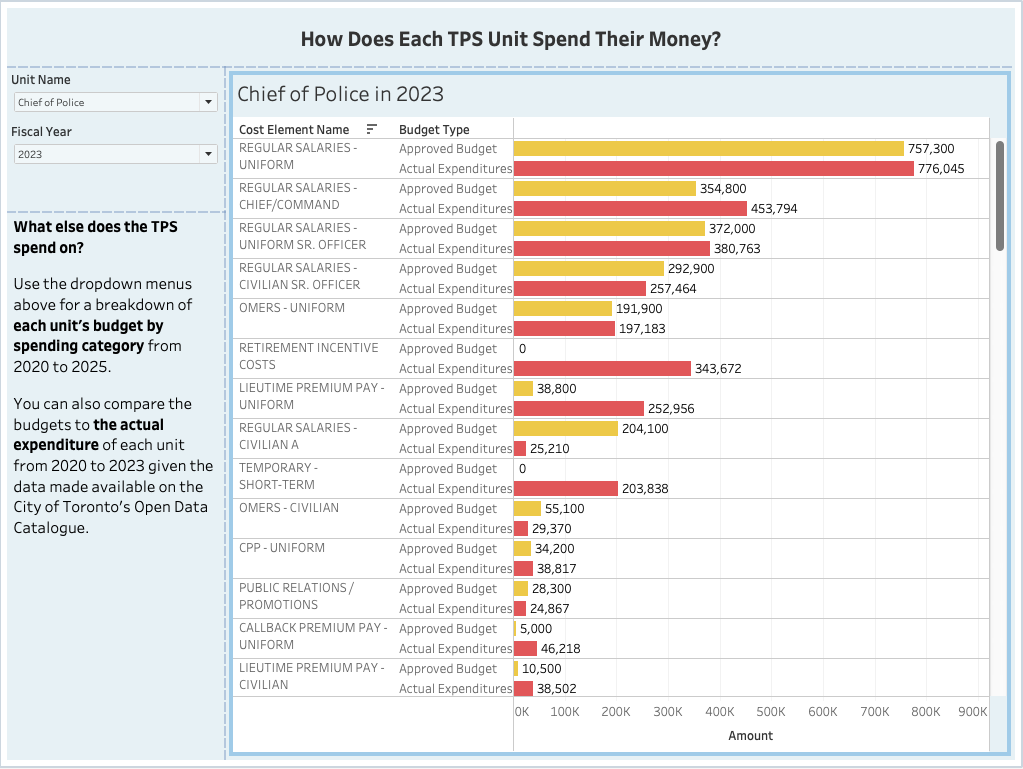 How Does Each TPS Unit Spend Their Money?
Unit Name
Chief of Police
Fiscal Year
2023
What else does the TPS
spend on?
Use the dropdown menus
above for a breakdown of
each unit's budget by
spending category from
2020 to 2025.
You can also compare the
budgets to the actual
expenditure of each unit
from 2020 to 2023 given the
data made available on the
City of Toronto's Open Data
Catalogue.
Chief of Police in 2023
Cost Element Name Budget Type
REGULAR SALARIES - Approved Budget 757,300
UNIFORM Actual Expenditures 776,045
REGULAR SALARIES - Approved Budget 354,800
CHIEF/COMMAND Actual Expenditures 453,794
REGULAR SALARIES - Approved Budget 372,000
UNIFORM SR. OFFICER Actual Expenditures 380,763
REGULAR SALARIES - Approved Budget 292,900
CIVILIAN SR. OFFICER Actual Expenditures 257,464
OMERS - UNIFORM Approved Budget 191,900
Actual Expenditures 197,183
RETIREMENT INCENTIVE Approved Budget 0
COSTS Actual Expenditures 343,672
LIEUTIME PREMIUM PAY - Approved Budget 38,800
UNIFORM Actual Expenditures 252,956
REGULAR SALARIES - Approved Budget 204,100
CIVILIAN A Actual Expenditures 25,210
TEMPORARY - Approved Budget 0
SHORT-TERM Actual Expenditures 203,838
OMERS - CIVILIAN Approved Budget 55,100
Actual Expenditures 29,370
CPP - UNIFORM Approved Budget 34,200
Actual Expenditures 38,817
PUBLIC RELATIONS / Approved Budget 28,300
PROMOTIONS Actual Expenditures 24,867
CALLBACK PREMIUM PAY - Approved Budget 5,000
UNIFORM Actual Expenditures 46,218
LIEUTIME PREMIUM PAY - Approved Budget 10,500
CIVILIAN Actual Expenditures 38,502
0K 100K 200K 300K 400K 500K 600K 700K 800K 900K
Amount